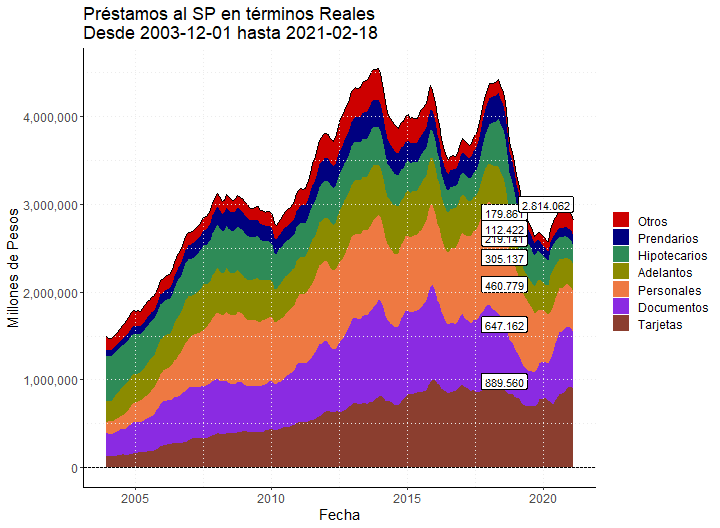 Préstamos al SP en términos Reales
Desde 2003-12-01 hasta 2021-02-18
Millones de Pesos
4,000,000
3,000,000
2,000,000
1,000,000
0
2.814.062
179.861
112.422
219.141
305.137
460.779
647.162
889.560
2005
2010
2015
2020
Fecha
Otros
Prendarios
Hipotecarios
Adelantos
Personales
Documentos
Tarjetas